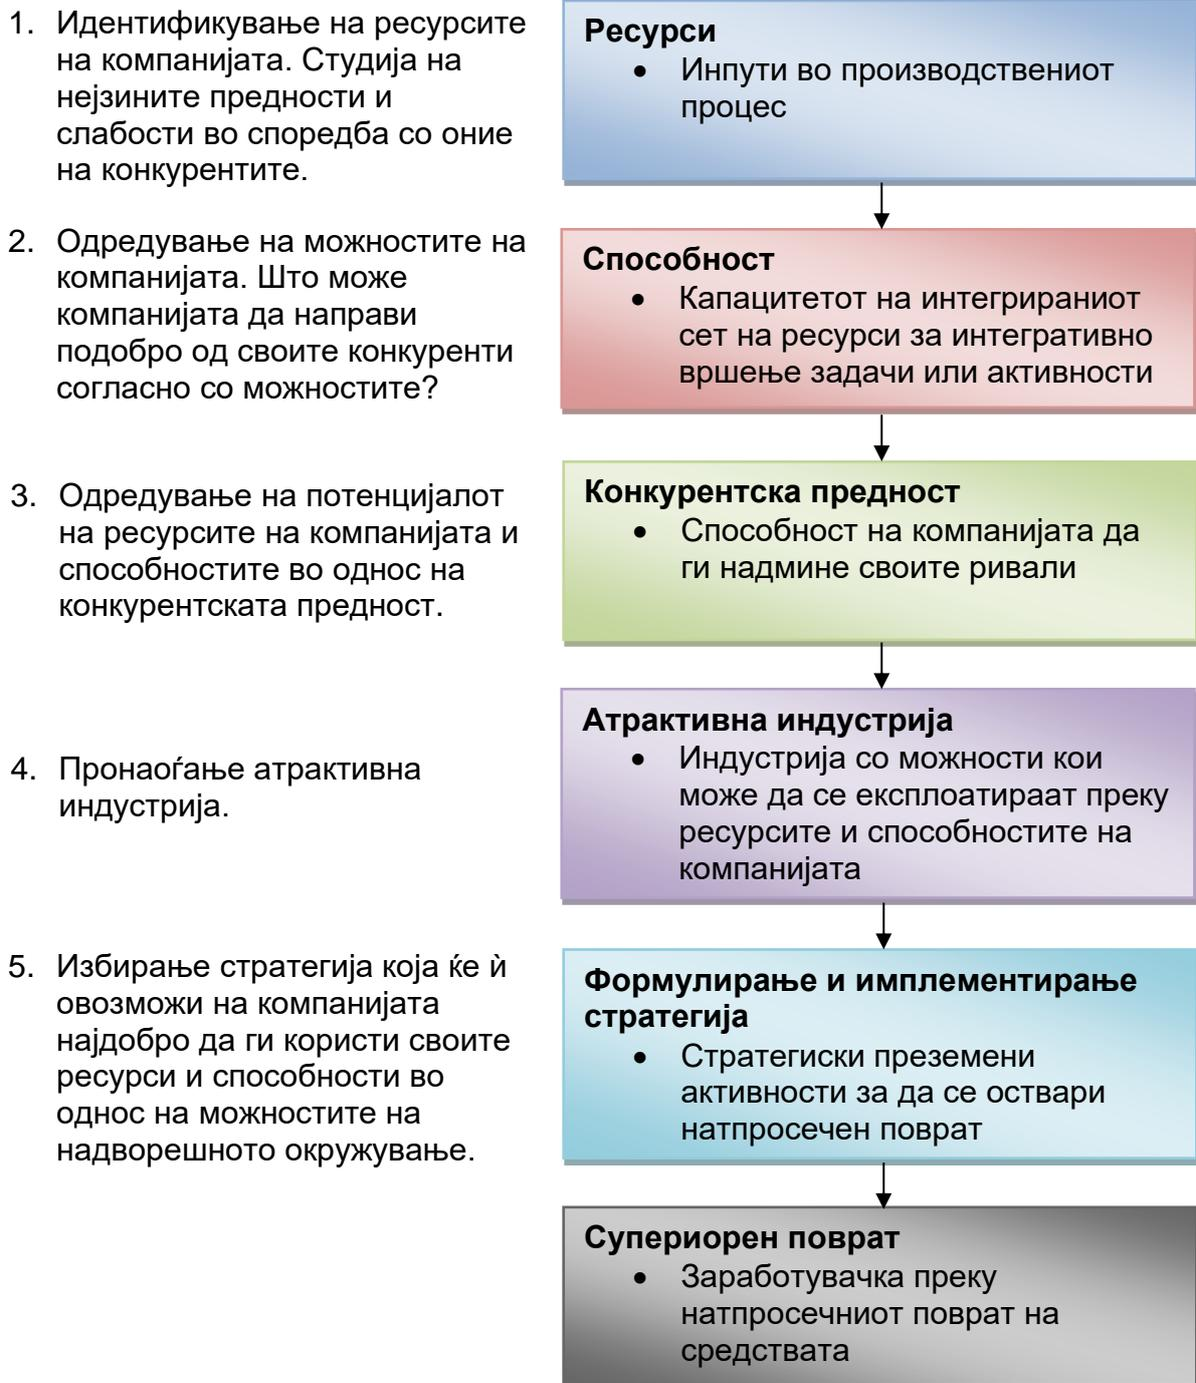 1. Идентификување на ресурсите
на компанијата. Студија на
нејзините предности и
слабости во споредба со оние
на конкурентите.
Ресурси
• Инпути во производствениот
процес
2. Одредување на можностите на
компанијата. Што може
компанијата да направи
подобро од своите конкуренти
согласно со можностите?
Способност
• Капацитетот на интегрираниот
сет на ресурси за интегративно
вршење задачи или активности
3. Одредување на потенцијалот
на ресурсите на компанијата и
способностите во однос на
конкурентската предност.
Конкурентска предност
• Способност на компанијата да
ги надмине своите ривали
4. Пронаоѓање атрактивна
индустрија.
Атрактивна индустрија
• Индустрија со можности кои
може да се експлоатираат преку
ресурсите и способностите на
компанијата
5. Избирање стратегија која ќе ѝ
овозможи на компанијата
најдобро да ги користи своите
ресурси и способности во
однос на можностите на
надворешното окружување.
Формулирање и имплементирање
стратегија
• Стратегиски преземени
активности за да се оствари
натпросечен поврат
Супериорен поврат
• Заработувачка преку
натпросечниот поврат на
средствата